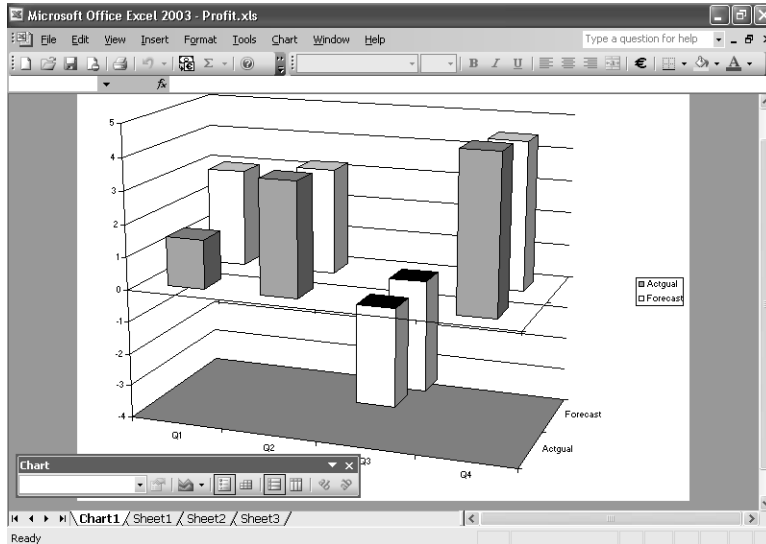 Microsoft Office Excel 2003 - Profit.xls
File Edit View Insert Format Tools Chart Window Help
Type a question for help
Σ B I U € A
fx
5
4
3
2
1
0
-1
-2
-3
-4
Actgual
Forecast
Forecast
Actgual
Q1
Q2
Q3
Q4
Chart
Chart1 Sheet1 Sheet2 Sheet3
Ready